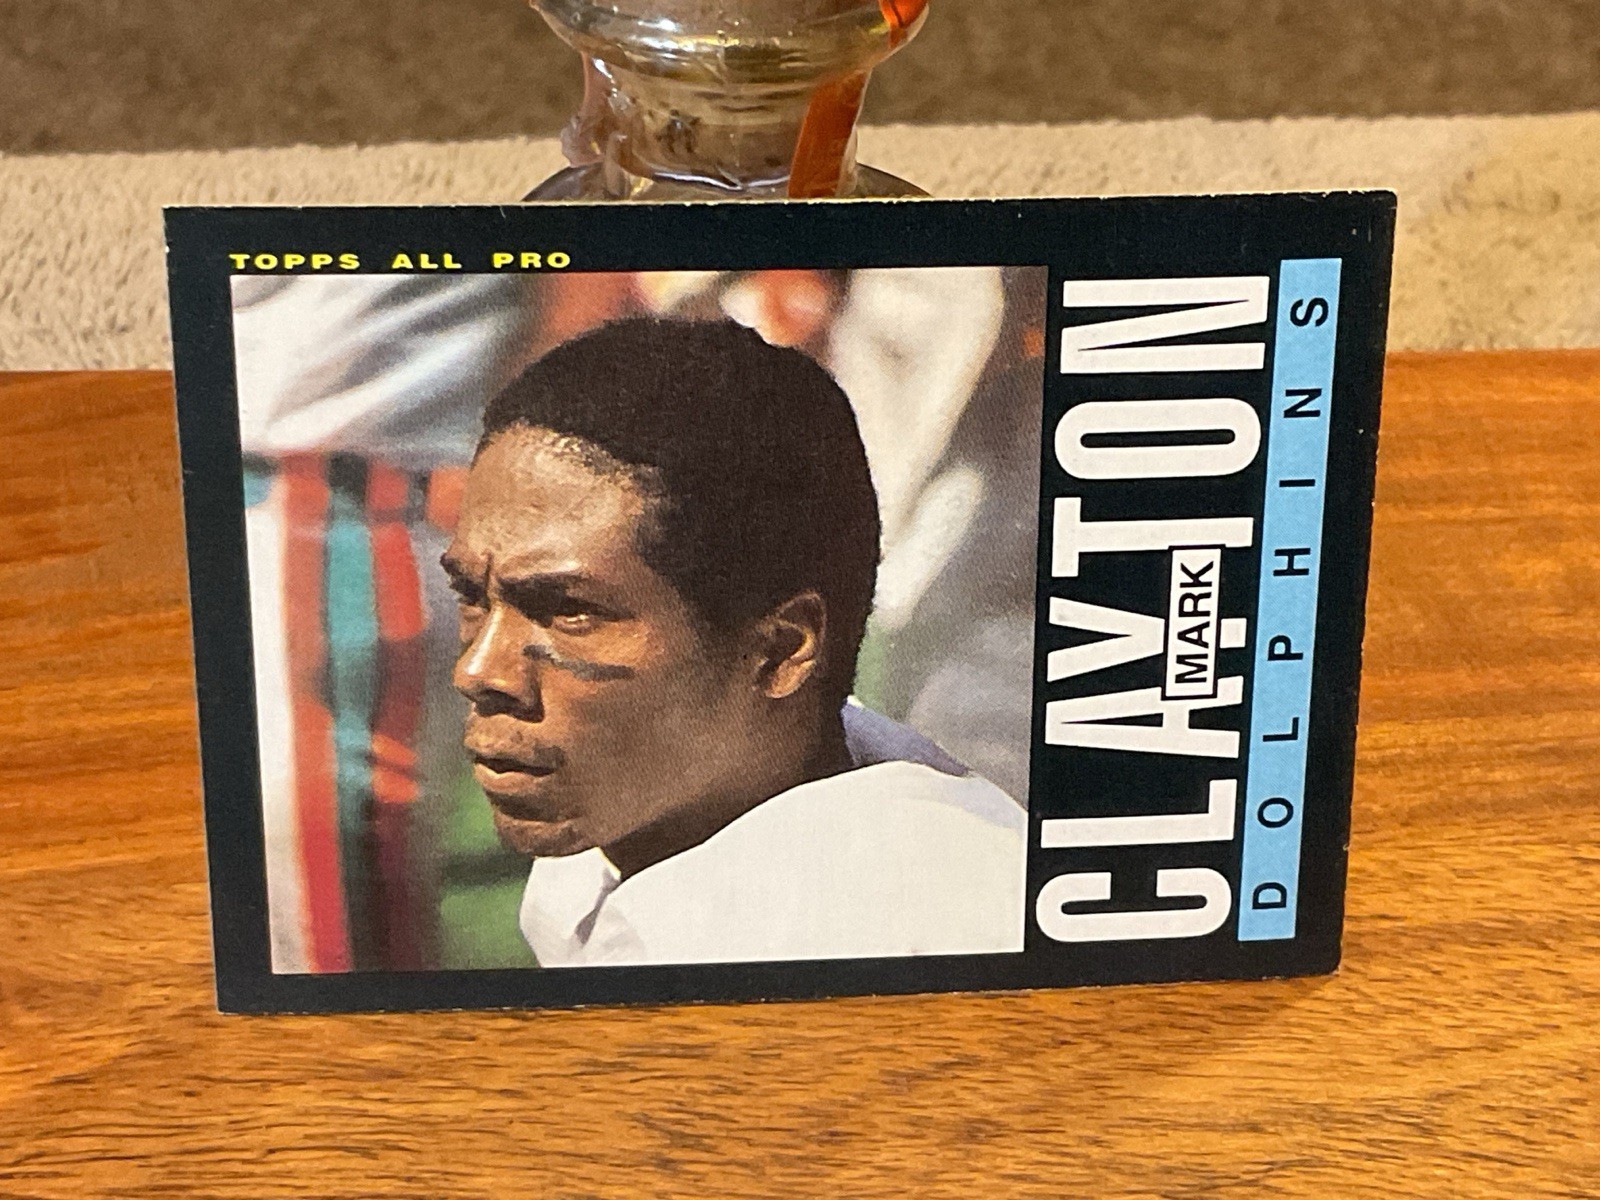 TOPPS ALL PRO
CLAYTON
MARK
DOLPHINS